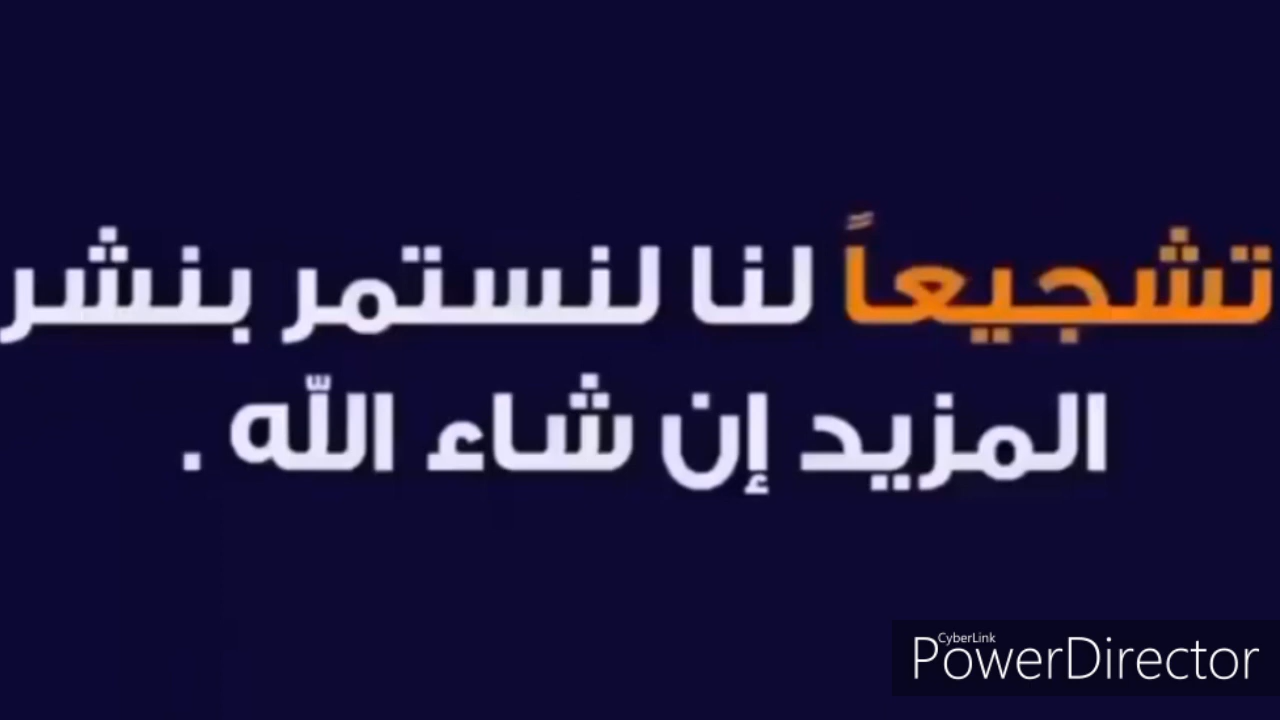 تشجيعاً لنا لنستمر بنشر
المزيد إن شاء الله .
CyberLink
PowerDirector